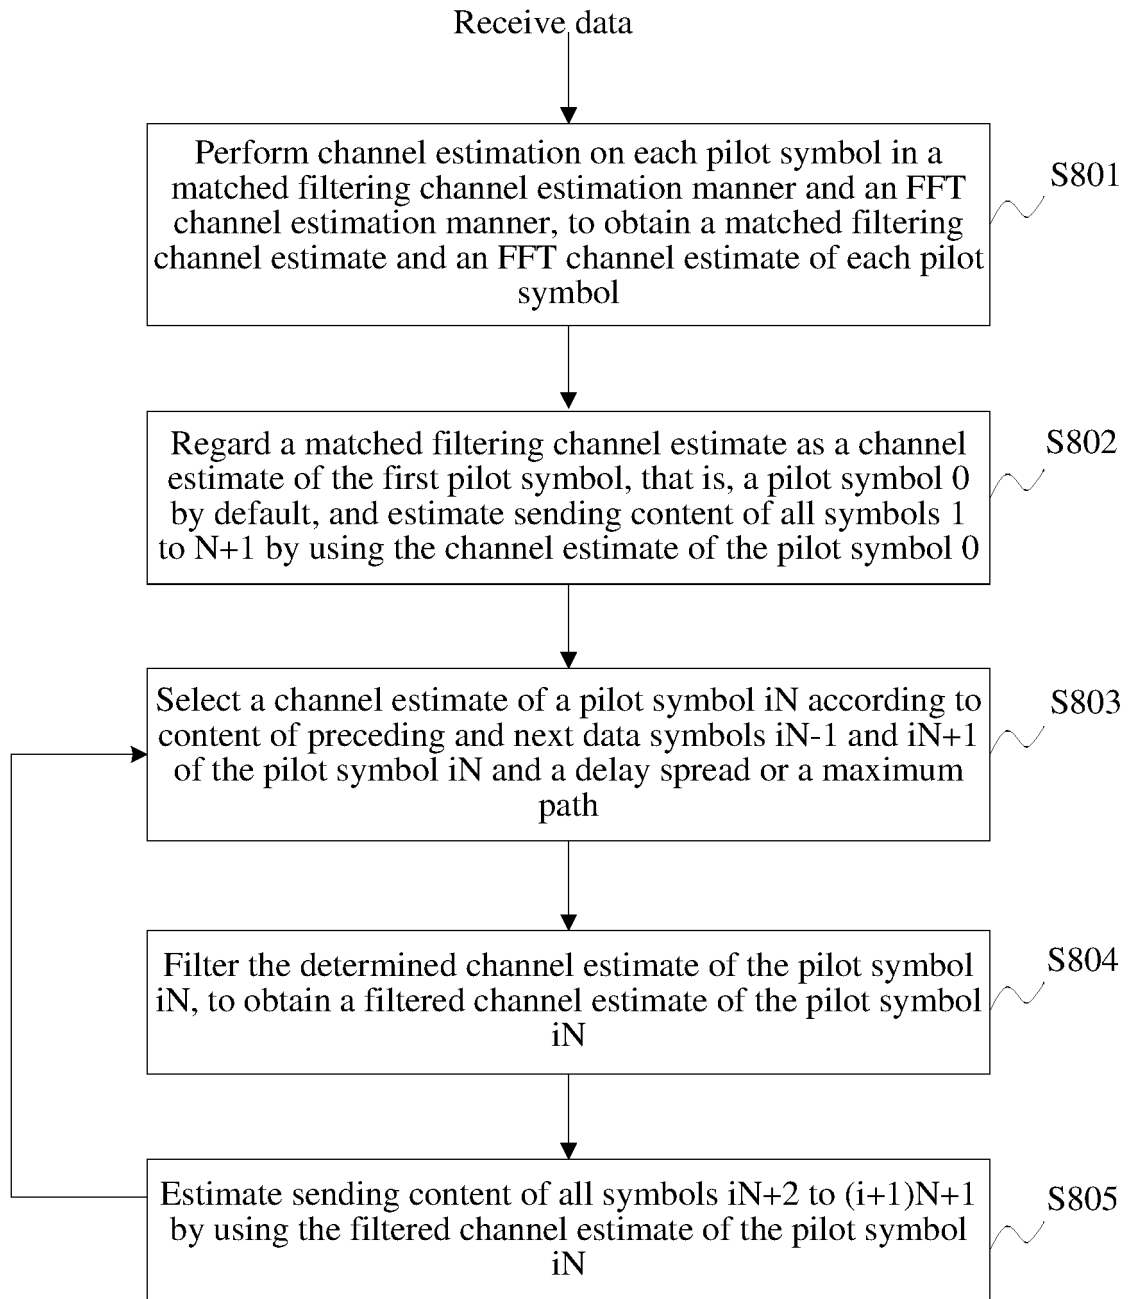 Receive data
Perform channel estimation on each pilot symbol in a
matched filtering channel estimation manner and an FFT
channel estimation manner, to obtain a matched filtering
channel estimate and an FFT channel estimate of each pilot
symbol
S801
Regard a matched filtering channel estimate as a channel
estimate of the first pilot symbol, that is, a pilot symbol 0
by default, and estimate sending content of all symbols 1
to N+1 by using the channel estimate of the pilot symbol 0
S802
Select a channel estimate of a pilot symbol iN according to
content of preceding and next data symbols iN-1 and iN+1
of the pilot symbol iN and a delay spread or a maximum
path
S803
Filter the determined channel estimate of the pilot symbol
iN, to obtain a filtered channel estimate of the pilot symbol
iN
S804
Estimate sending content of all symbols iN+2 to (i+1)N+1
by using the filtered channel estimate of the pilot symbol
iN
S805